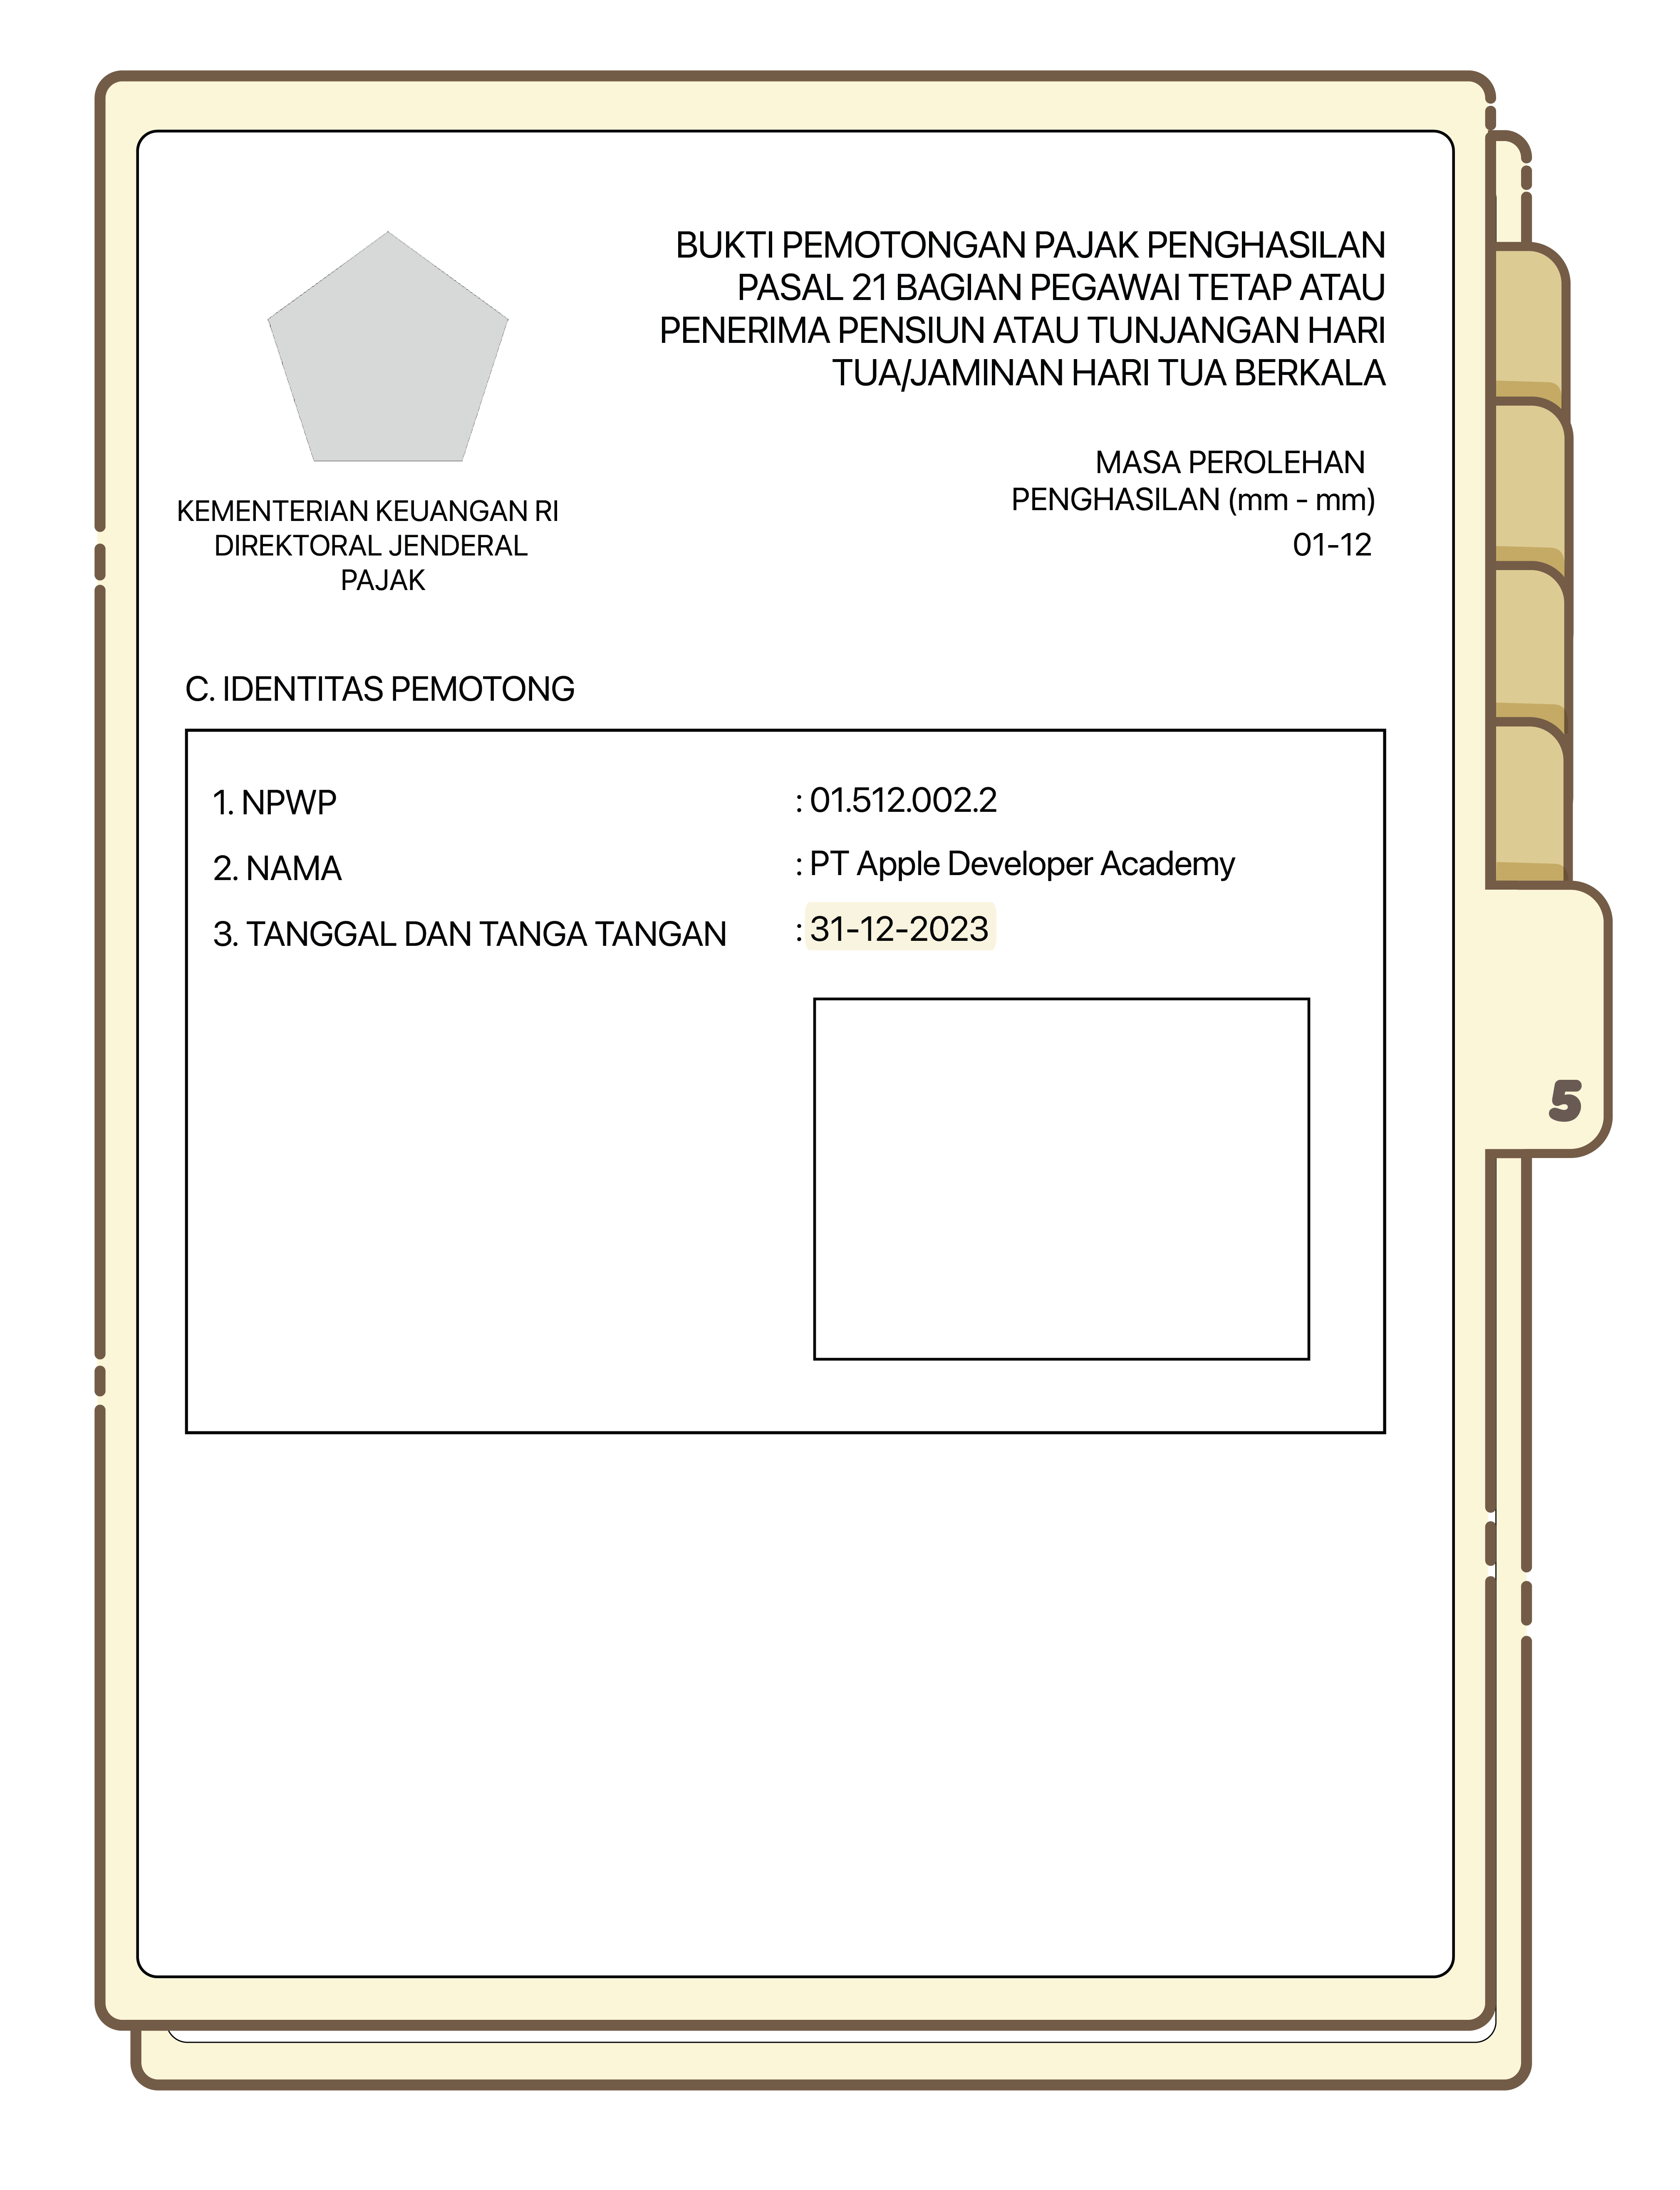 BUKTI PEMOTONGAN PAJAK PENGHASILAN
PASAL 21 BAGIAN PEGAWAI TETAP ATAU
PENERIMA PENSIUN ATAU TUNJANGAN HARI
TUA/JAMINAN HARI TUA BERKALA
MASA PEROLEHAN
PENGHASILAN (mm - mm)
01-12
KEMENTERIAN KEUANGAN RI
DIREKTORAL JENDERAL
PAJAK
C. IDENTITAS PEMOTONG
1. NPWP : 01.512.002.2
2. NAMA : PT Apple Developer Academy
3. TANGGAL DAN TANGA TANGAN : 31-12-2023
5